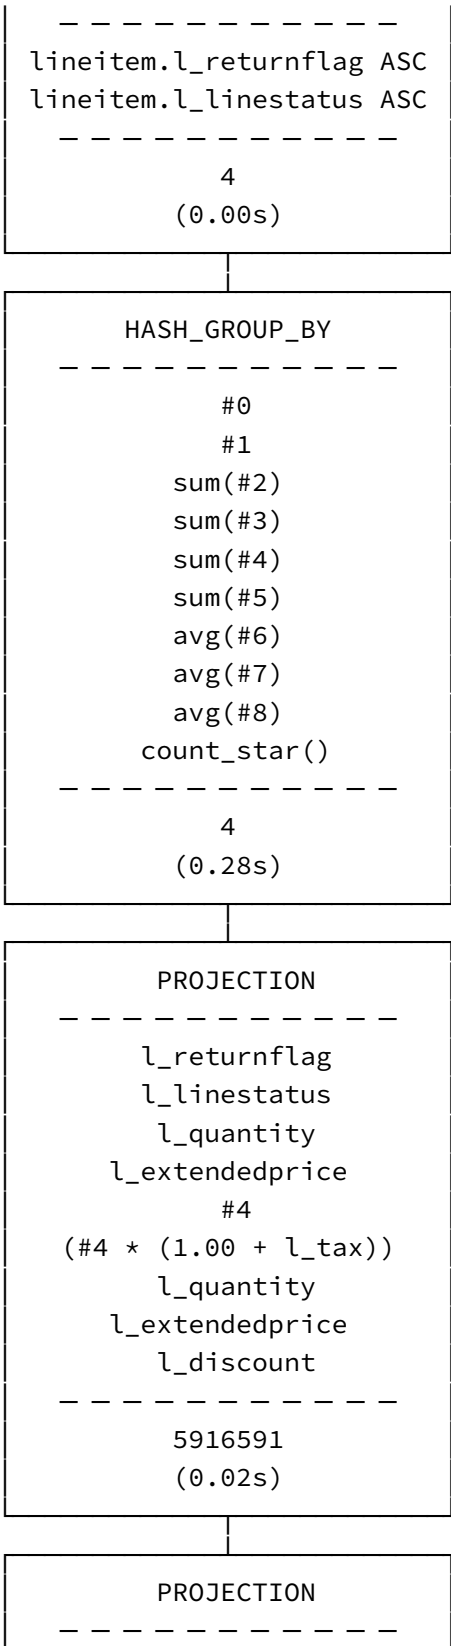 lineitem.l_returnflag ASC
lineitem.l_linestatus ASC
4
(0.00s)
HASH_GROUP_BY
#0
#1
sum(#2)
sum(#3)
sum(#4)
sum(#5)
avg(#6)
avg(#7)
avg(#8)
count_star()
4
(0.28s)
PROJECTION
l_returnflag
l_linestatus
l_quantity
l_extendedprice
#4
(#4 * (1.00 + l_tax))
l_quantity
l_extendedprice
l_discount
5916591
(0.02s)
PROJECTION